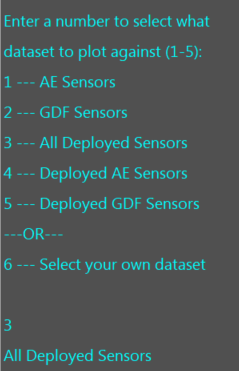 Enter a number to select what
dataset to plot against (1-5):
1 --- AE Sensors
2 --- GDF Sensors
3 --- All Deployed Sensors
4 --- Deployed AE Sensors
5 --- Deployed GDF Sensors
---OR---
6 --- Select your own dataset
3
All Deployed Sensors